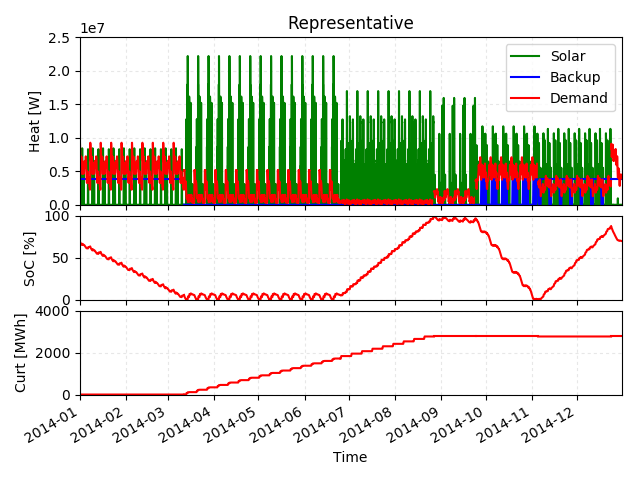 Representative
1e7
2.5
2.0
1.5
1.0
0.5
0.0
Heat [W]
Solar
Backup
Demand
100
50
0
SoC [%]
4000
2000
0
Curt [MWh]
2014-01
2014-02
2014-03
2014-04
2014-05
2014-06
2014-07
2014-08
2014-09
2014-10
2014-11
2014-12
Time